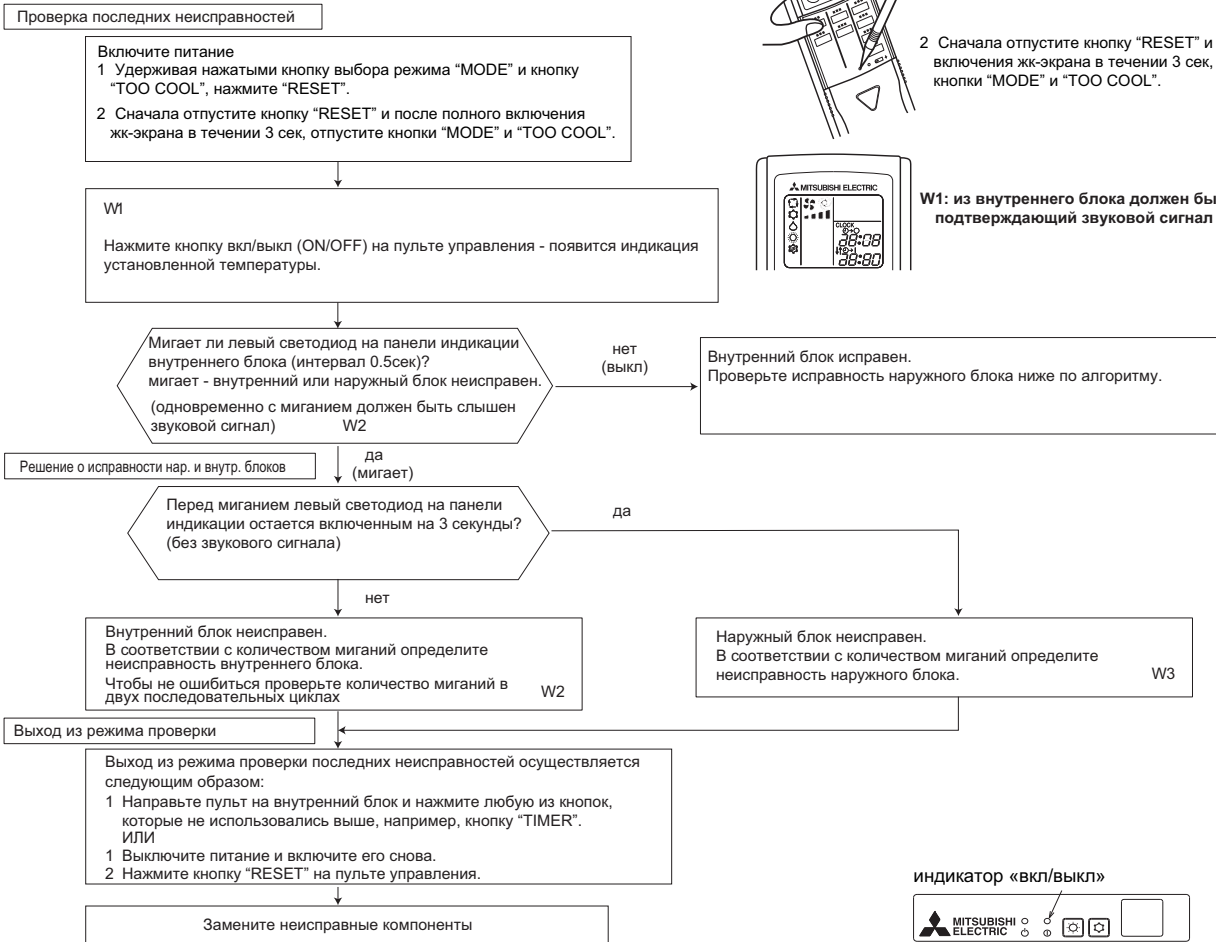 Проверка последних неисправностей
Включите питание
1 Удерживая нажатыми кнопку выбора режима “MODE” и кнопку
“TOO COOL”, нажмите “RESET”.
2 Сначала отпустите кнопку “RESET” и после полного включения
жк-экрана в течении 3 сек, отпустите кнопки “MODE” и “TOO COOL”.
2 Сначала отпустите кнопку “RESET” и
включения жк-экрана в течении 3 сек,
кнопки “MODE” и “TOO COOL”.
W1
Нажмите кнопку вкл/выкл (ON/OFF) на пульте управления - появится индикация
установленной температуры.
MITSUBISHI ELECTRIC
CLOCK
88:08
88:80
W1: из внутреннего блока должен бы
подтверждающий звуковой сигнал
Мигает ли левый светодиод на панели индикации
внутреннего блока (интервал 0.5сек)?
мигает - внутренний или наружный блок неисправен.
(одновременно с миганием должен быть слышен
звуковой сигнал) W2
нет
(выкл)
Внутренний блок исправен.
Проверьте исправность наружного блока ниже по алгоритму.
да
(мигает)
Решение о исправности нар. и внутр. блоков
Перед миганием левый светодиод на панели
индикации остается включенным на 3 секунды?
(без звукового сигнала)
да
нет
Внутренний блок неисправен.
В соответствии с количеством миганий определите
неисправность внутреннего блока.
Чтобы не ошибиться проверьте количество миганий в
двух последовательных циклах W2
Наружный блок неисправен.
В соответствии с количеством миганий определите
неисправность наружного блока. W3
Выход из режима проверки
Выход из режима проверки последних неисправностей осуществляется
следующим образом:
1 Направьте пульт на внутренний блок и нажмите любую из кнопок,
которые не использовались выше, например, кнопку “TIMER”.
ИЛИ
1 Выключите питание и включите его снова.
2 Нажмите кнопку “RESET” на пульте управления.
Замените неисправные компоненты
индикатор «вкл/выкл»
MITSUBISHI
ELECTRIC